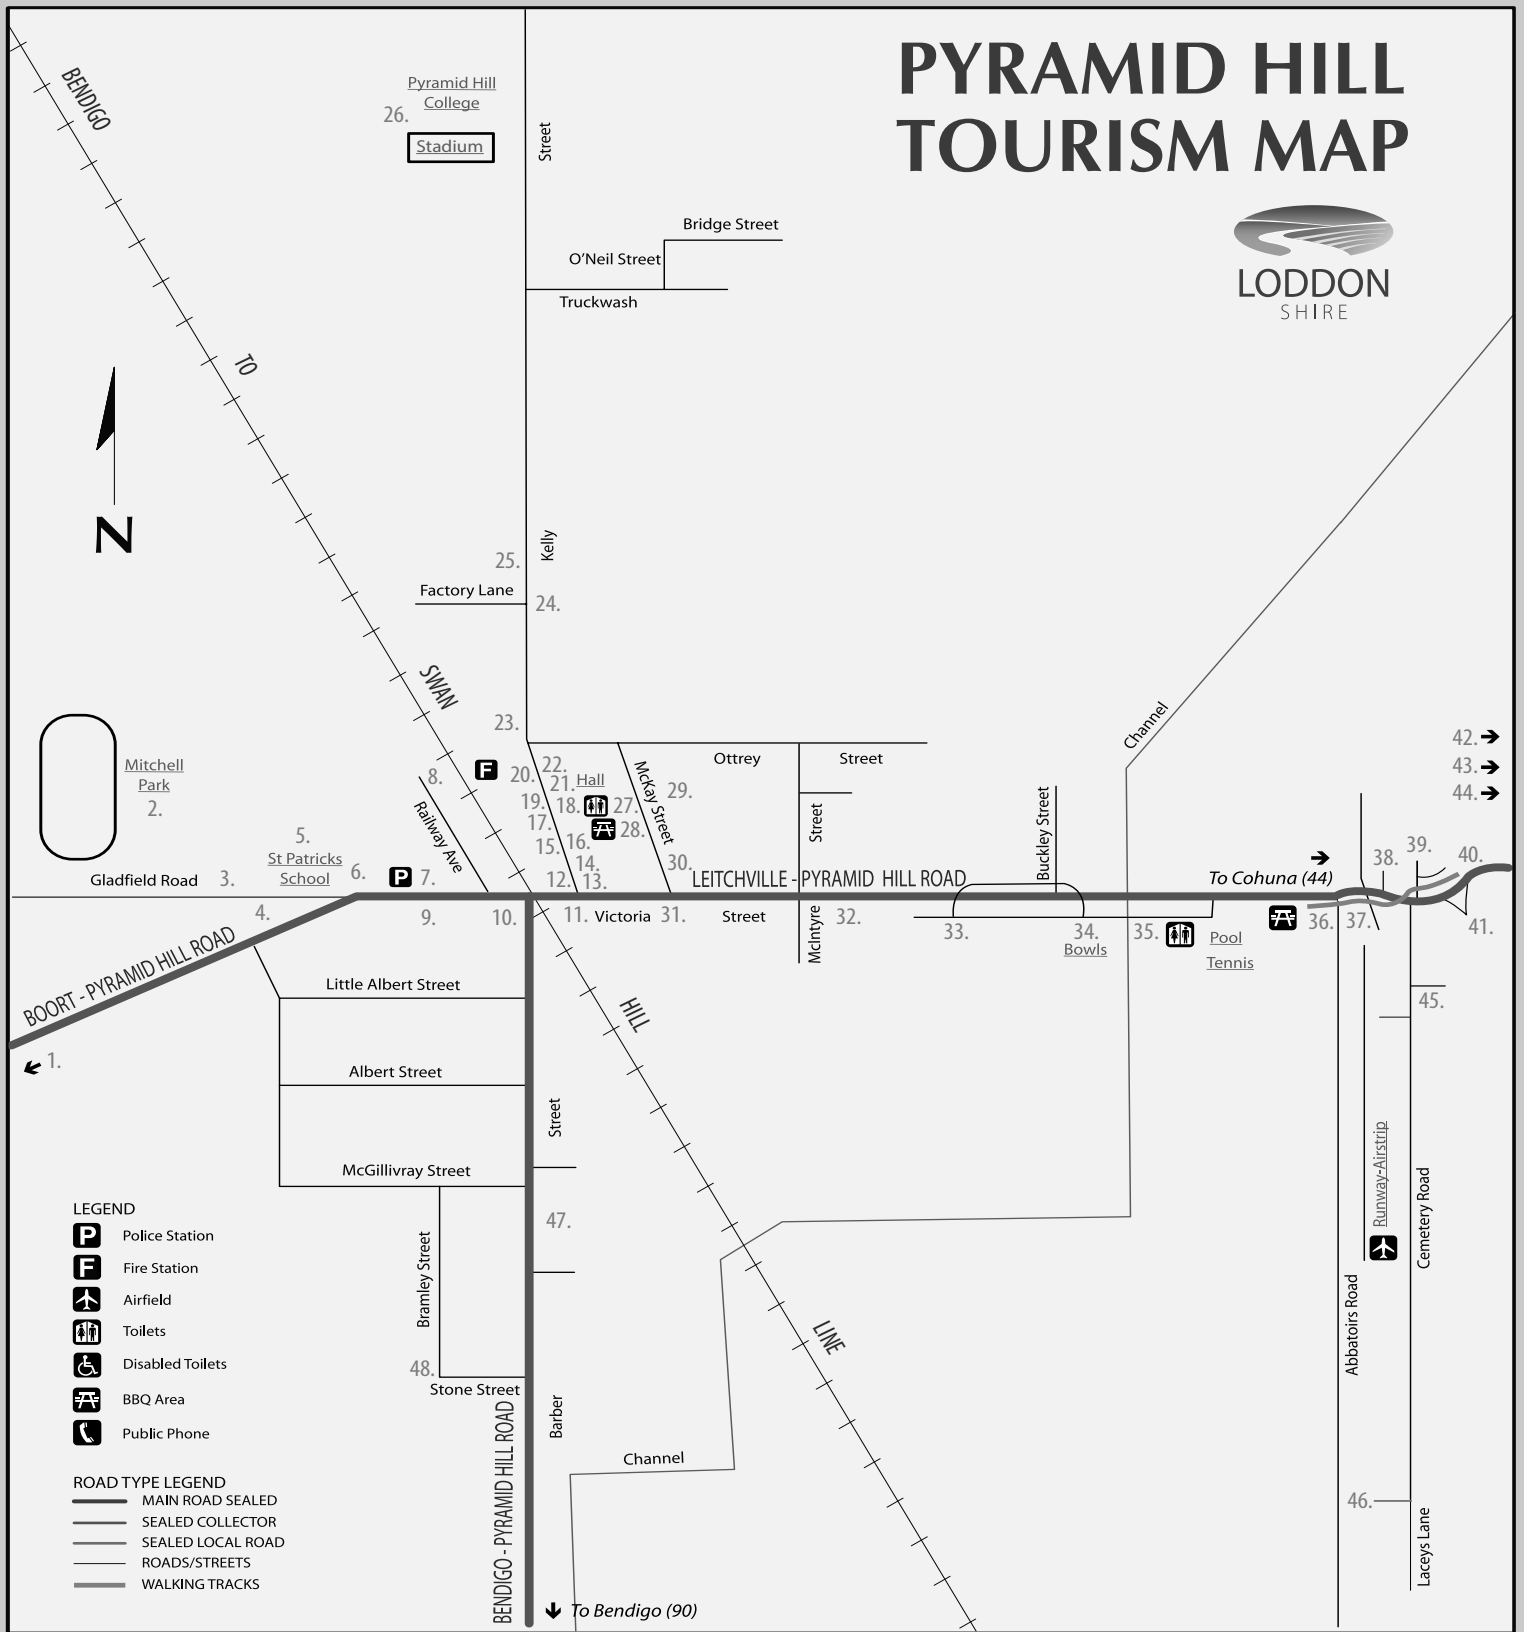 PYRAMID HILL
TOURISM MAP
LODDON
SHIRE
BENDIGO
TO
SWAN
HILL
LINE
Pyramid Hill
College
26.
Stadium
Street
Bridge Street
O'Neil Street
Truckwash
N
Kelly
25.
Factory Lane
24.
23.
Channel
Mitchell
Park
2.
8.
F
20.
22.
21.
Hall
19.
18.
27.
17.
28.
15.
16.
14.
12.
13.
McKay Street
29.
30.
Ottrey
Street
Street
Buckley Street
42.
43.
44.
Railway Ave
5.
St Patricks
School
6.
P
7.
Gladfield Road
3.
4.
LEITCHVILLE - PYRAMID HILL ROAD
To Cohuna (44)
38.
39.
40.
9.
10.
11.
Victoria
31.
Street
McIntyre
32.
33.
34.
Bowls
35.
Pool
Tennis
36.
37.
41.
BOORT - PYRAMID HILL ROAD
1.
Little Albert Street
Albert Street
McGillivray Street
Street
45.
Runway-Airstrip
Cemetery Road
Abbatoirs Road
46.
Laceys Lane
47.
Bramley Street
48.
Stone Street
Barber
BENDIGO - PYRAMID HILL ROAD
Channel
To Bendigo (90)
LEGEND
P Police Station
F Fire Station
Airfield
Toilets
Disabled Toilets
BBQ Area
Public Phone
ROAD TYPE LEGEND
MAIN ROAD SEALED
SEALED COLLECTOR
SEALED LOCAL ROAD
ROADS/STREETS
WALKING TRACKS